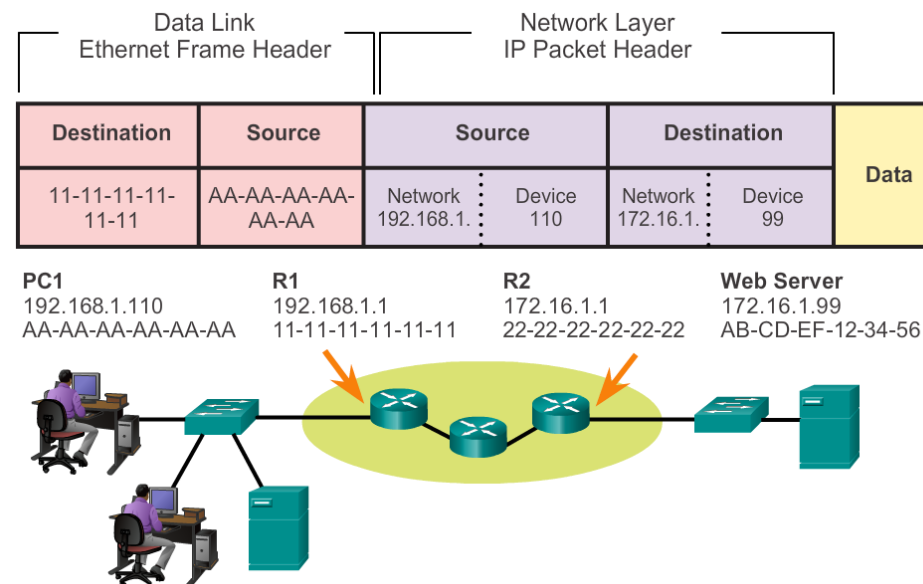 Data Link
Ethernet Frame Header
Network Layer
IP Packet Header
Destination
Source
Source
Destination
Data
11-11-11-11-
11-11
AA-AA-AA-AA-
AA-AA
Network
192.168.1.
Device
110
Network
172.16.1.
Device
99
PC1
192.168.1.110
AA-AA-AA-AA-AA-AA
R1
192.168.1.1
11-11-11-11-11-11
R2
172.16.1.1
22-22-22-22-22-22
Web Server
172.16.1.99
AB-CD-EF-12-34-56